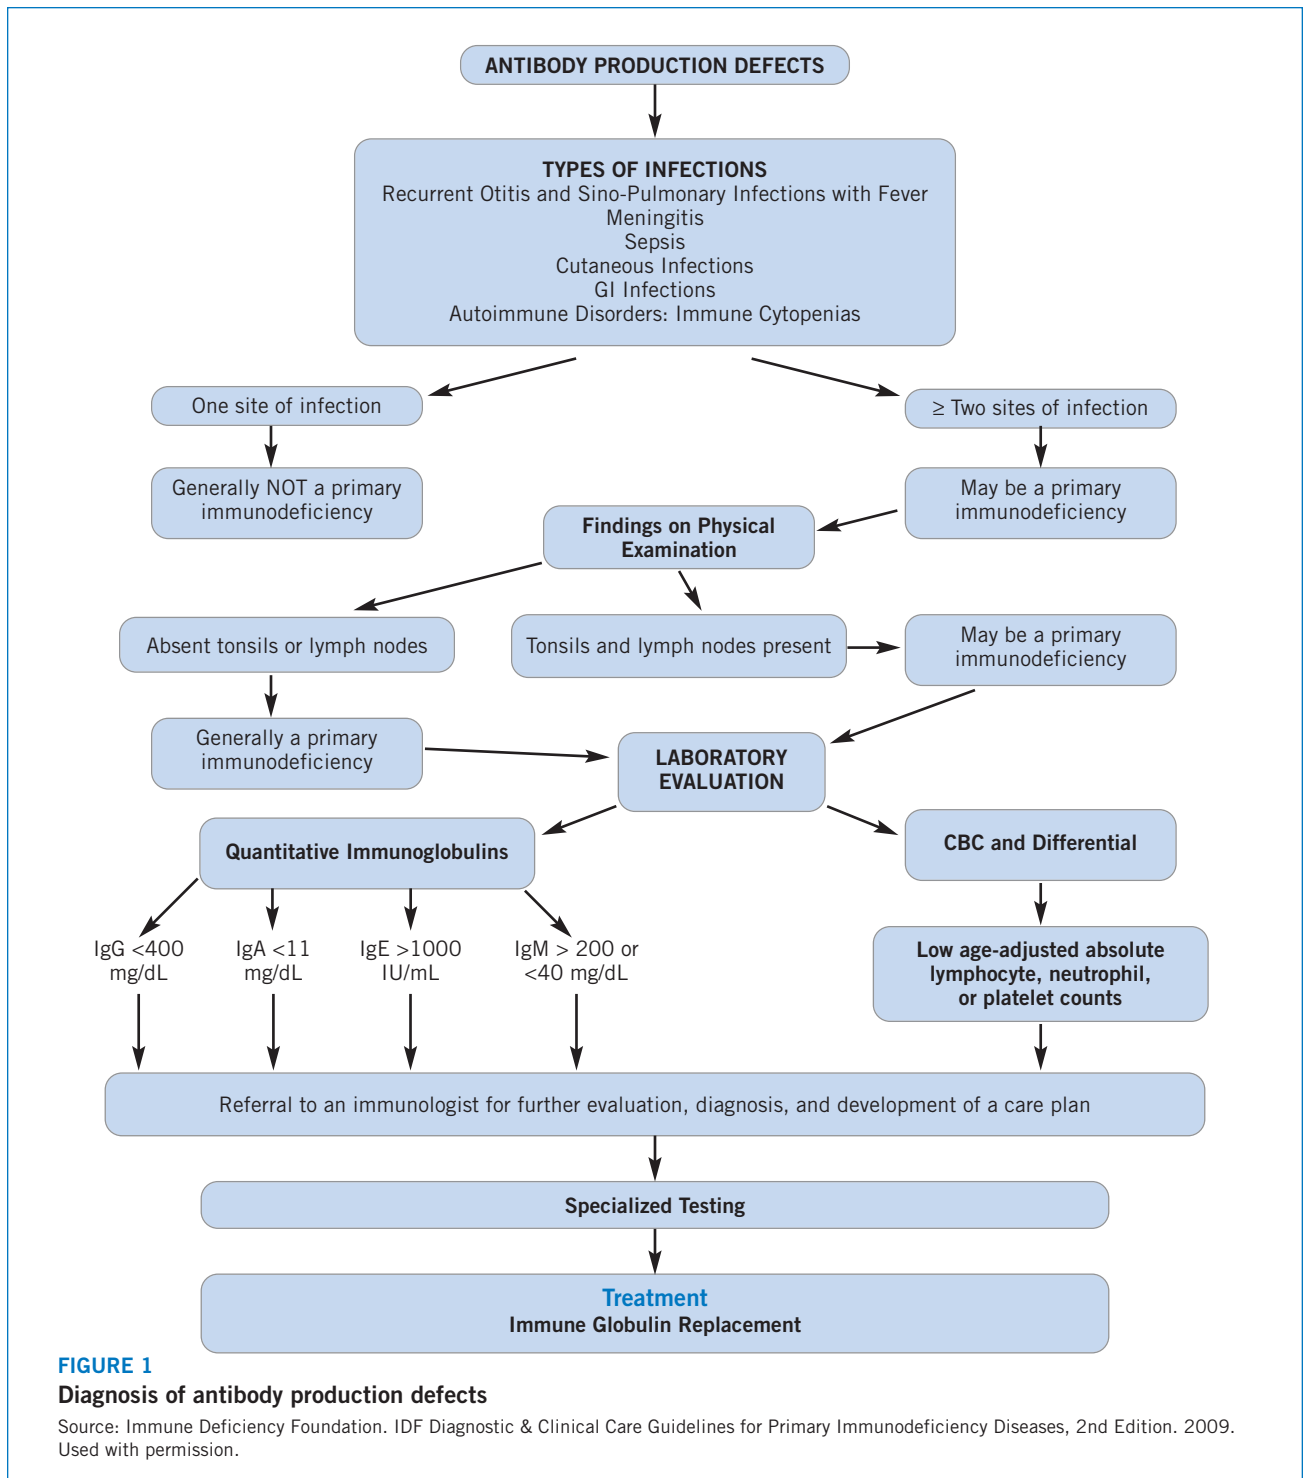 ANTIBODY PRODUCTION DEFECTS
TYPES OF INFECTIONS
Recurrent Otitis and Sino-Pulmonary Infections with Fever
Meningitis
Sepsis
Cutaneous Infections
GI Infections
Autoimmune Disorders: Immune Cytopenias
One site of infection
≥ Two sites of infection
Generally NOT a primary
immunodeficiency
May be a primary
immunodeficiency
Findings on Physical
Examination
Absent tonsils or lymph nodes
Tonsils and lymph nodes present
May be a primary
immunodeficiency
Generally a primary
immunodeficiency
LABORATORY
EVALUATION
Quantitative Immunoglobulins
CBC and Differential
IgG <400
mg/dL
IgA <11
mg/dL
IgE >1000
IU/mL
IgM > 200 or
<40 mg/dL
Low age-adjusted absolute
lymphocyte, neutrophil,
or platelet counts
Referral to an immunologist for further evaluation, diagnosis, and development of a care plan
Specialized Testing
Treatment
Immune Globulin Replacement
FIGURE 1
Diagnosis of antibody production defects
Source: Immune Deficiency Foundation. IDF Diagnostic & Clinical Care Guidelines for Primary Immunodeficiency Diseases, 2nd Edition. 2009.
Used with permission.